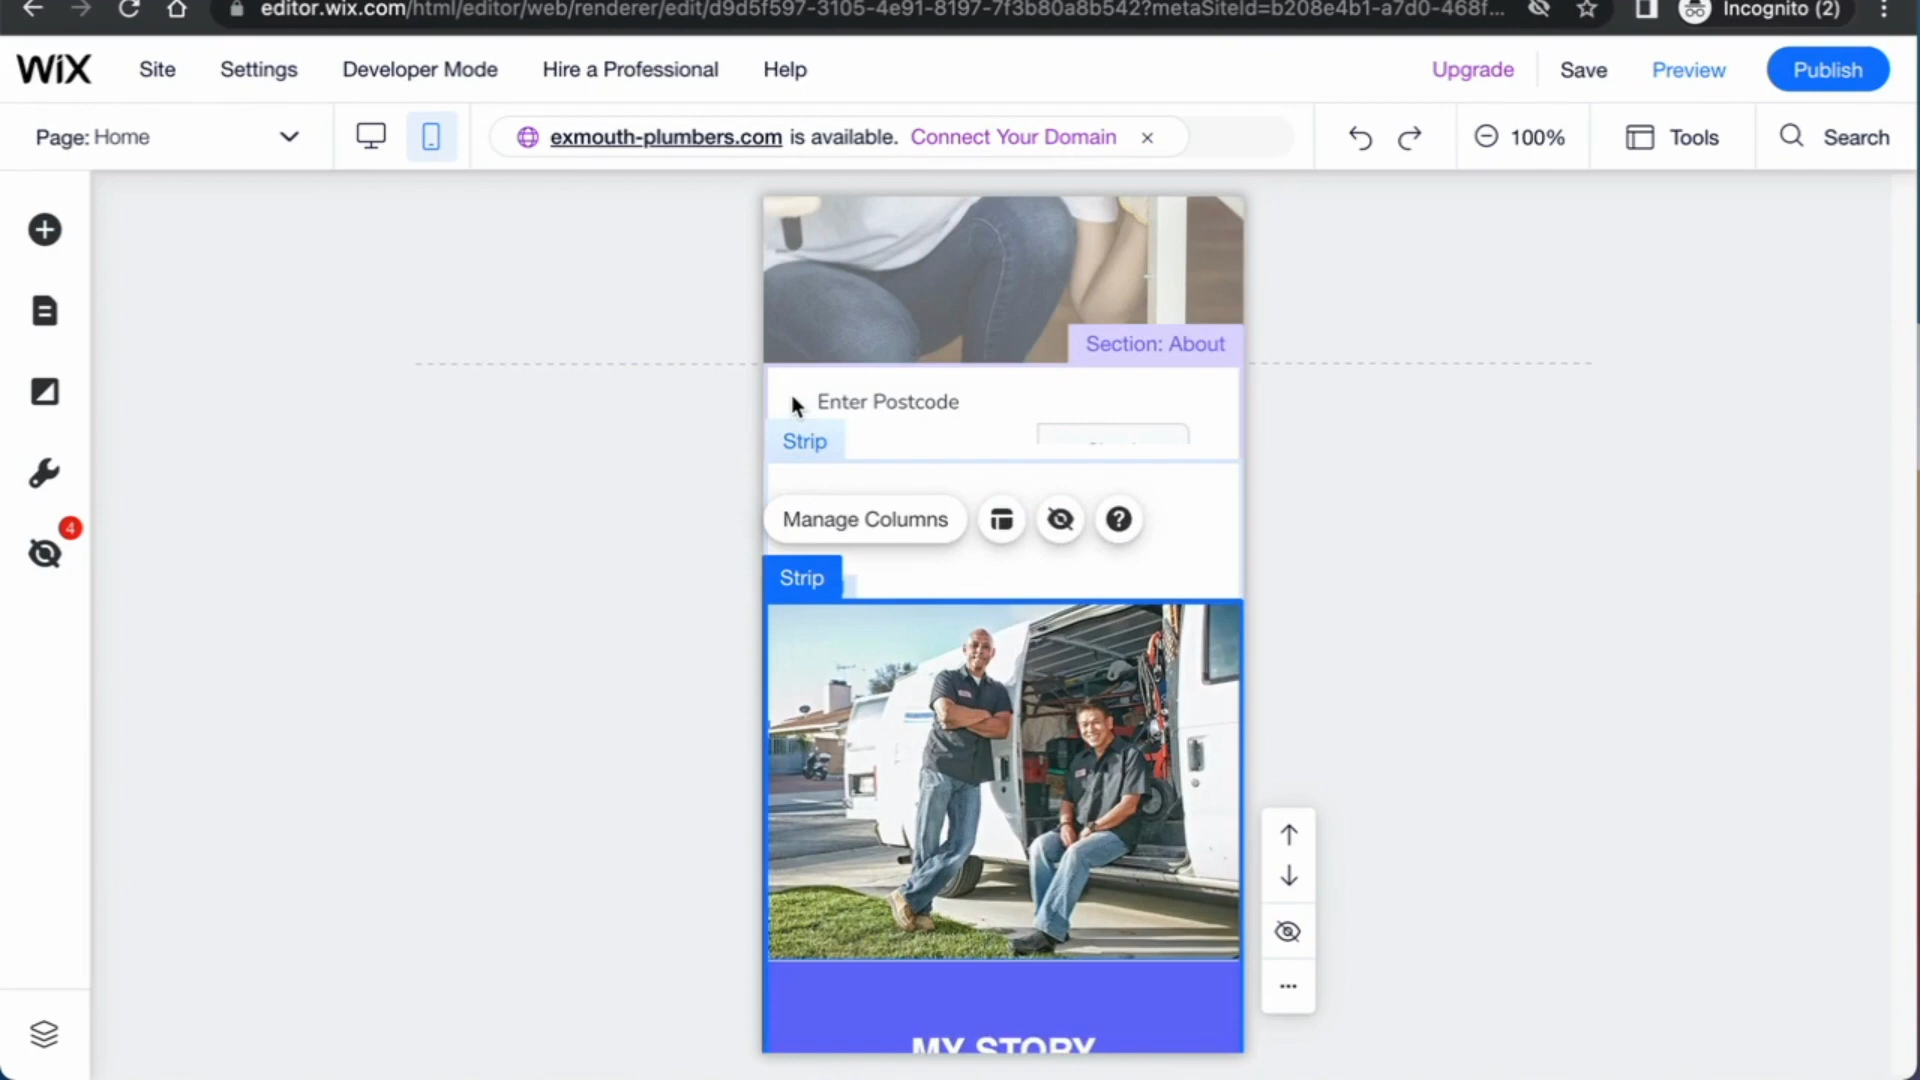 editor.wix.com/html/editor/web/renderer/edit/d9d5f597-3105-4e91-8197-7f3b80a8b542?metaSiteId=b208e4b1-a7d0-468f...
Incognito (2)
WiX
Site
Settings
Developer Mode
Hire a Professional
Help
Upgrade
Save
Preview
Publish
Page: Home
exmouth-plumbers.com is available. Connect Your Domain
100%
Tools
Search
Section: About
Enter Postcode
Strip
Manage Columns
?
4
Strip
MY STORY